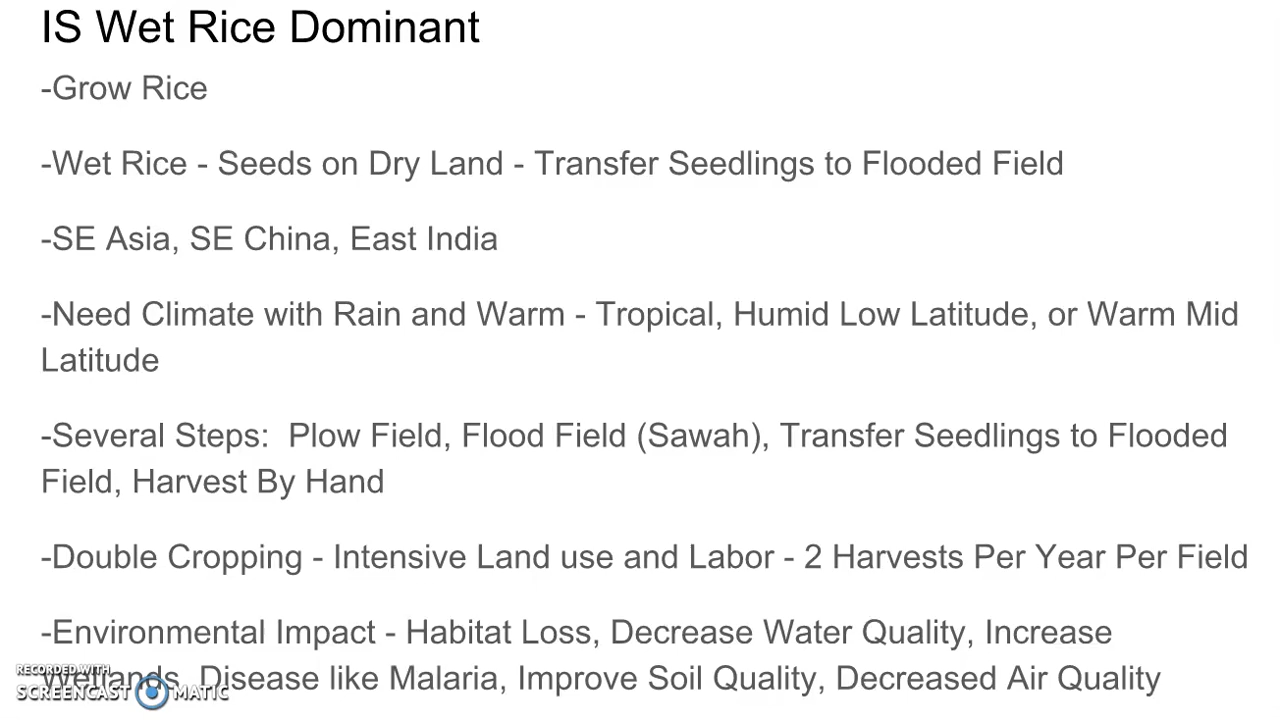 IS Wet Rice Dominant
-Grow Rice
-Wet Rice - Seeds on Dry Land - Transfer Seedlings to Flooded Field
-SE Asia, SE China, East India
-Need Climate with Rain and Warm - Tropical, Humid Low Latitude, or Warm Mid
Latitude
-Several Steps:  Plow Field, Flood Field (Sawah), Transfer Seedlings to Flooded
Field, Harvest By Hand
-Double Cropping - Intensive Land use and Labor - 2 Harvests Per Year Per Field
-Environmental Impact - Habitat Loss, Decrease Water Quality, Increase
Wetlands, Disease like Malaria, Improve Soil Quality, Decreased Air Quality
RECORDED WITH
SCREENCAST MATIC